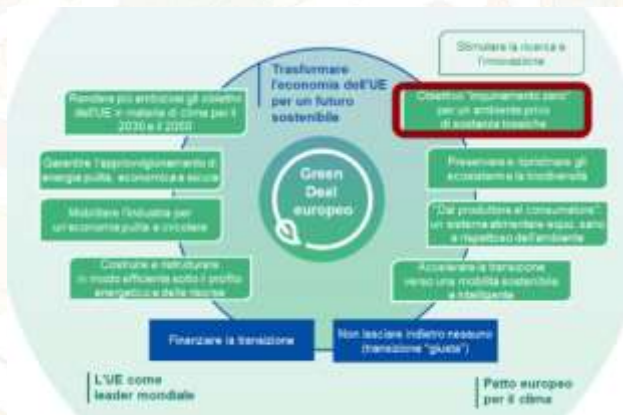 Stimolare la ricerca e
l'innovazione
Trasformare
l'economia dell'UE
per un futuro
sostenibile
Rendere più ambiziosi gli obiettivi
dell'UE in materia di clima per il
2030 e il 2050
Obiettivo "inquinamento zero"
per un ambiente privo
di sostanze tossiche
Garantire l'approvvigionamento di
energia pulita, economica e sicura
Preservare e ripristinare gli
ecosistemi e la biodiversità
Green
Deal
europeo
Mobilitare l'industria per
un'economia pulita e circolare
"Dal produttore al consumatore"
un sistema alimentare equo, sano
e rispettoso dell'ambiente
Costruire e ristrutturare
in modo efficiente sotto il profilo
energetico e delle risorse
Accelerare la transizione
verso una mobilità sostenibile
e intelligente
Finanziare la transizione
Non lasciare indietro nessuno
(transizione "giusta")
L'UE come
leader mondiale
Patto europeo
per il clima